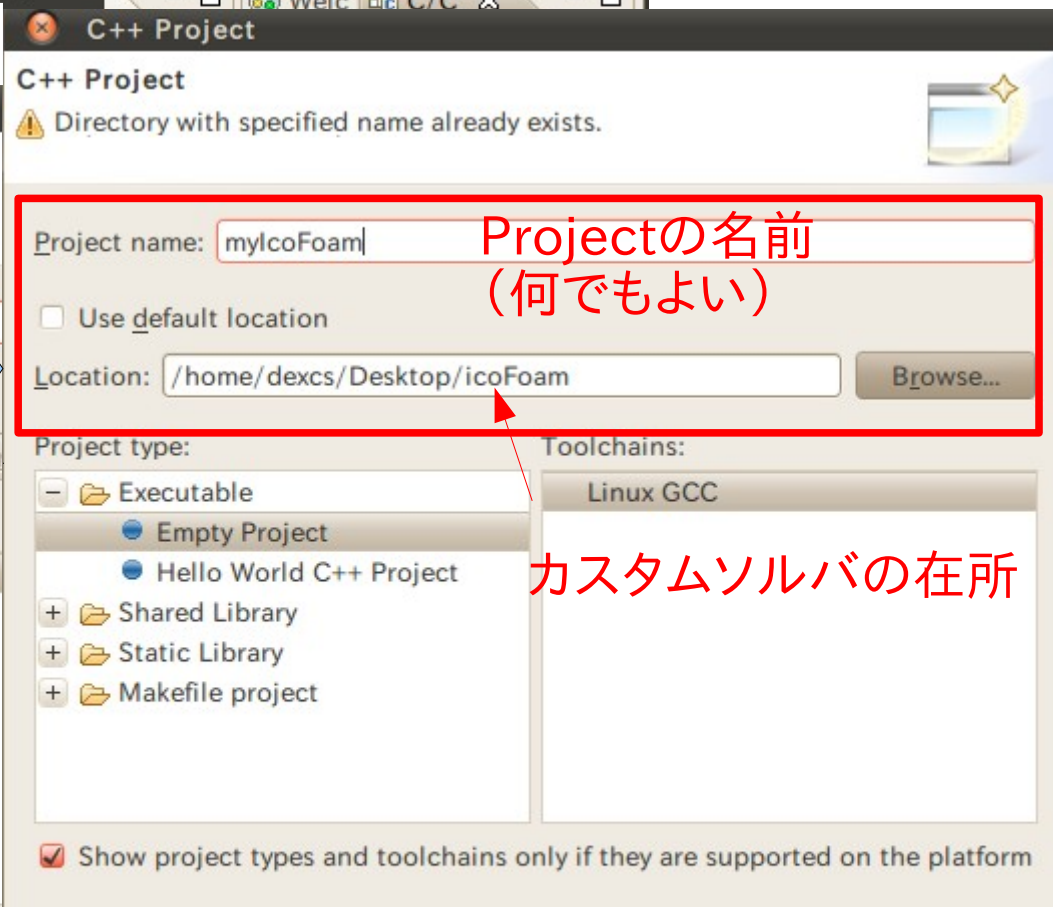 Welc C/C
C++ Project
C++ Project
Directory with specified name already exists.
Project name: myIcoFoam
Projectの名前
（何でもよい）
Use default location
Location: /home/dexcs/Desktop/icoFoam Browse...
Project type: Toolchains:
Executable Linux GCC
Empty Project
Hello World C++ Project
カスタムソルバの在所
Shared Library
Static Library
Makefile project
Show project types and toolchains only if they are supported on the platform